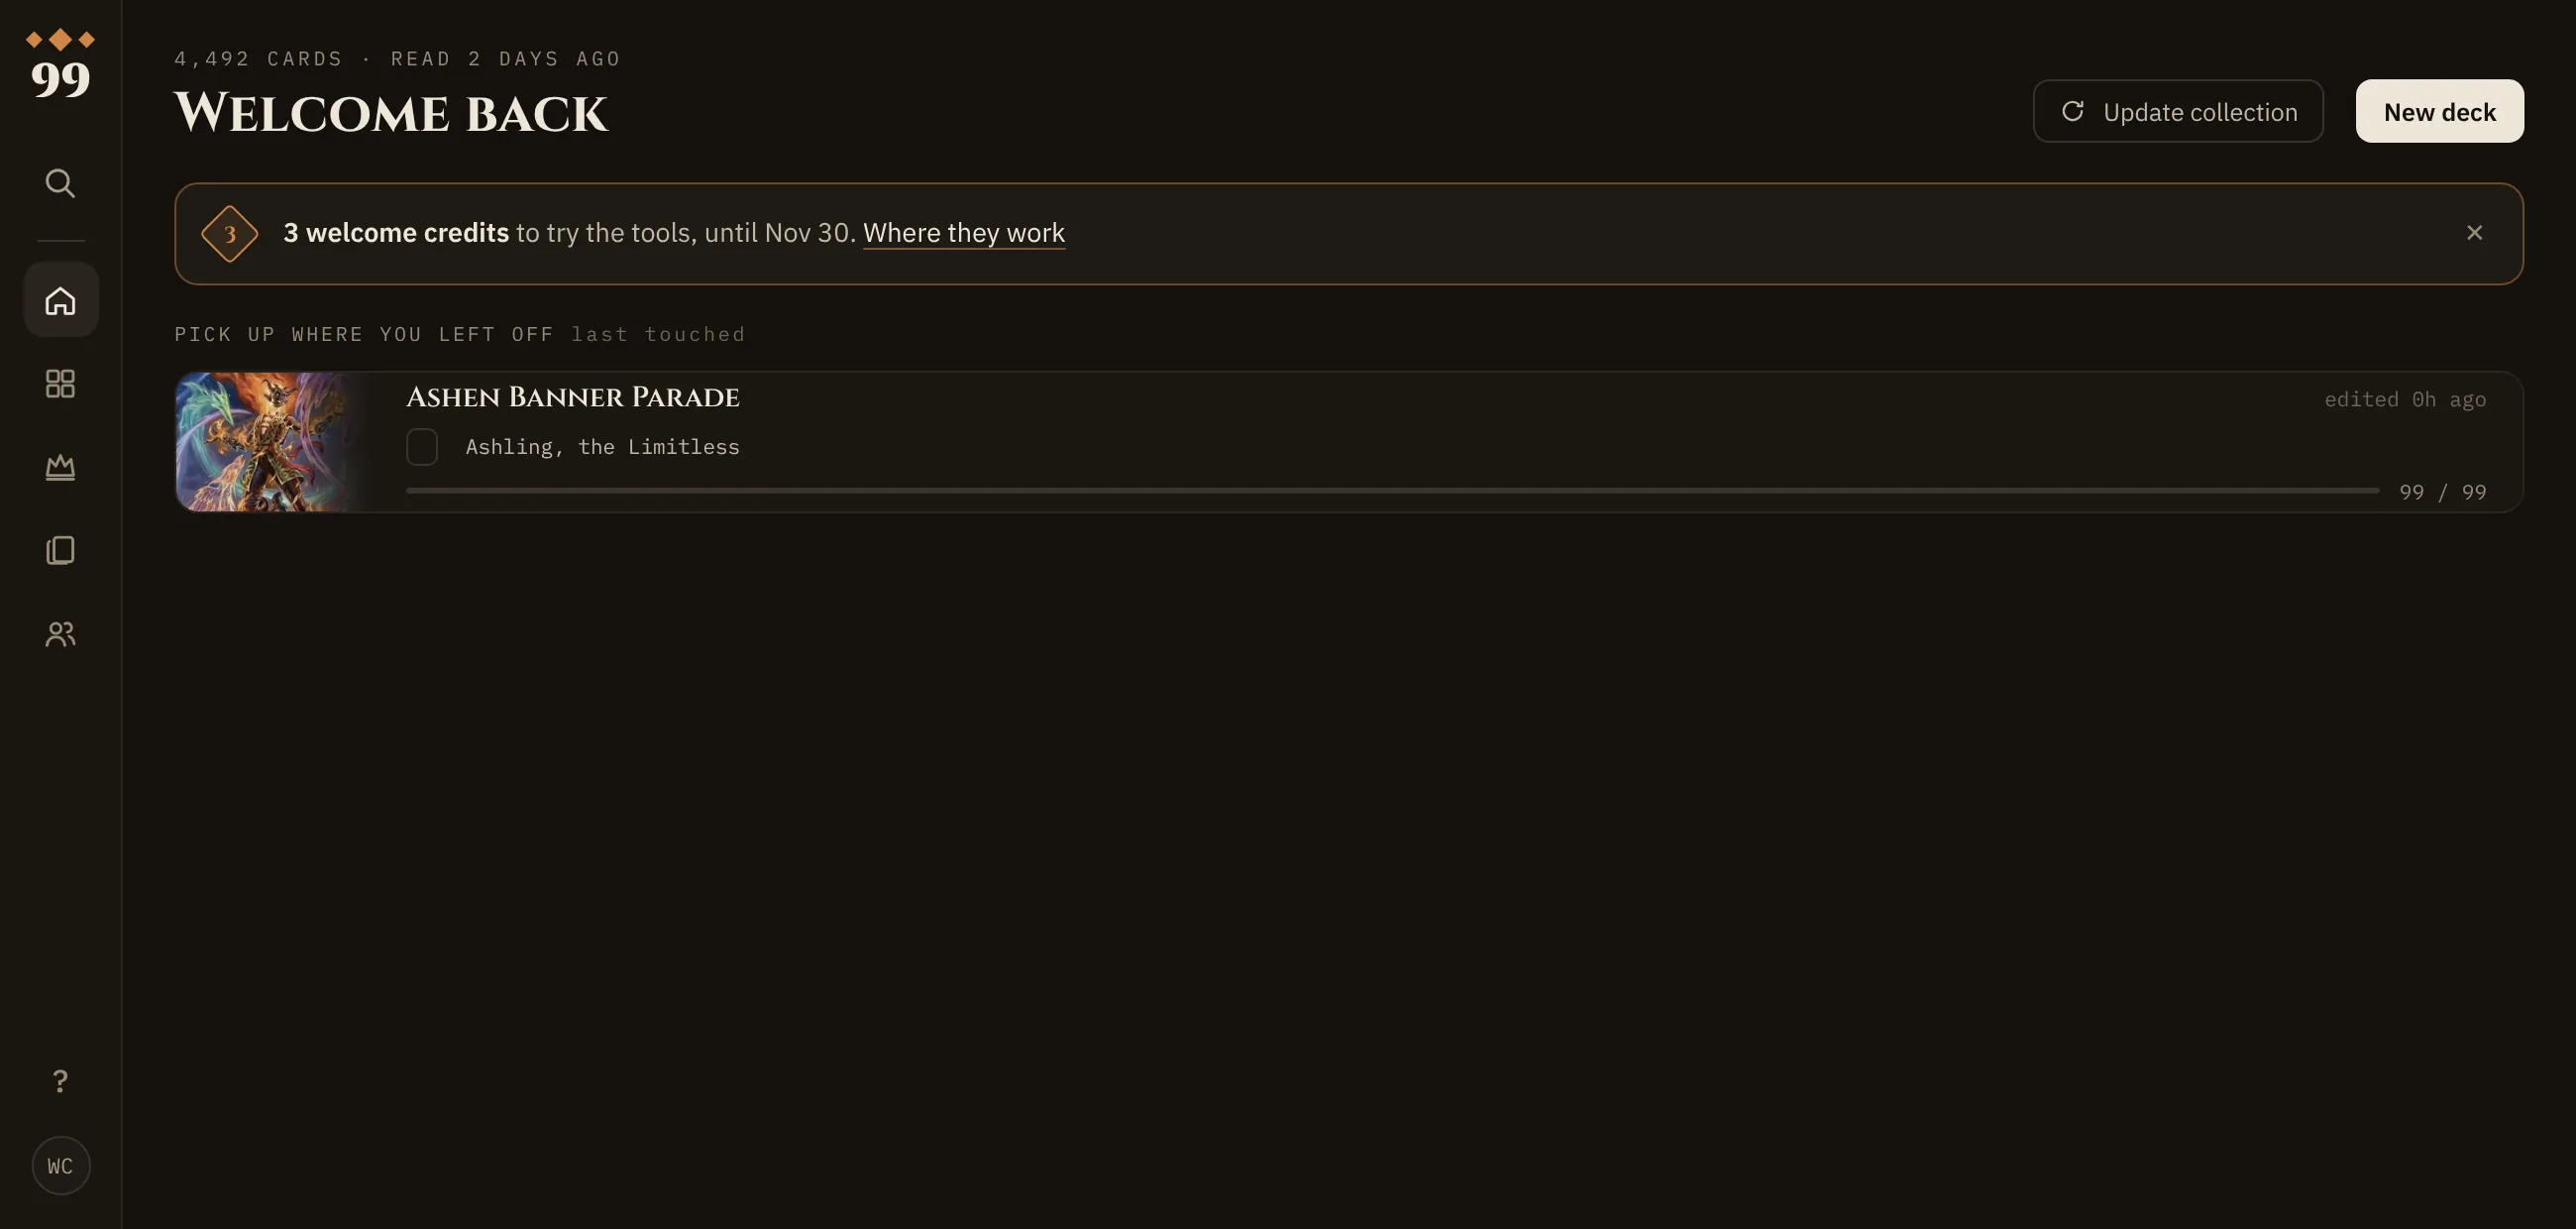 99
4,492 CARDS · READ 2 DAYS AGO
Welcome back
Update collection
New deck
3
3 welcome credits to try the tools, until Nov 30. Where they work
PICK UP WHERE YOU LEFT OFF last touched
Ashen Banner Parade
edited 0h ago
Ashling, the Limitless
99 / 99
?
WC